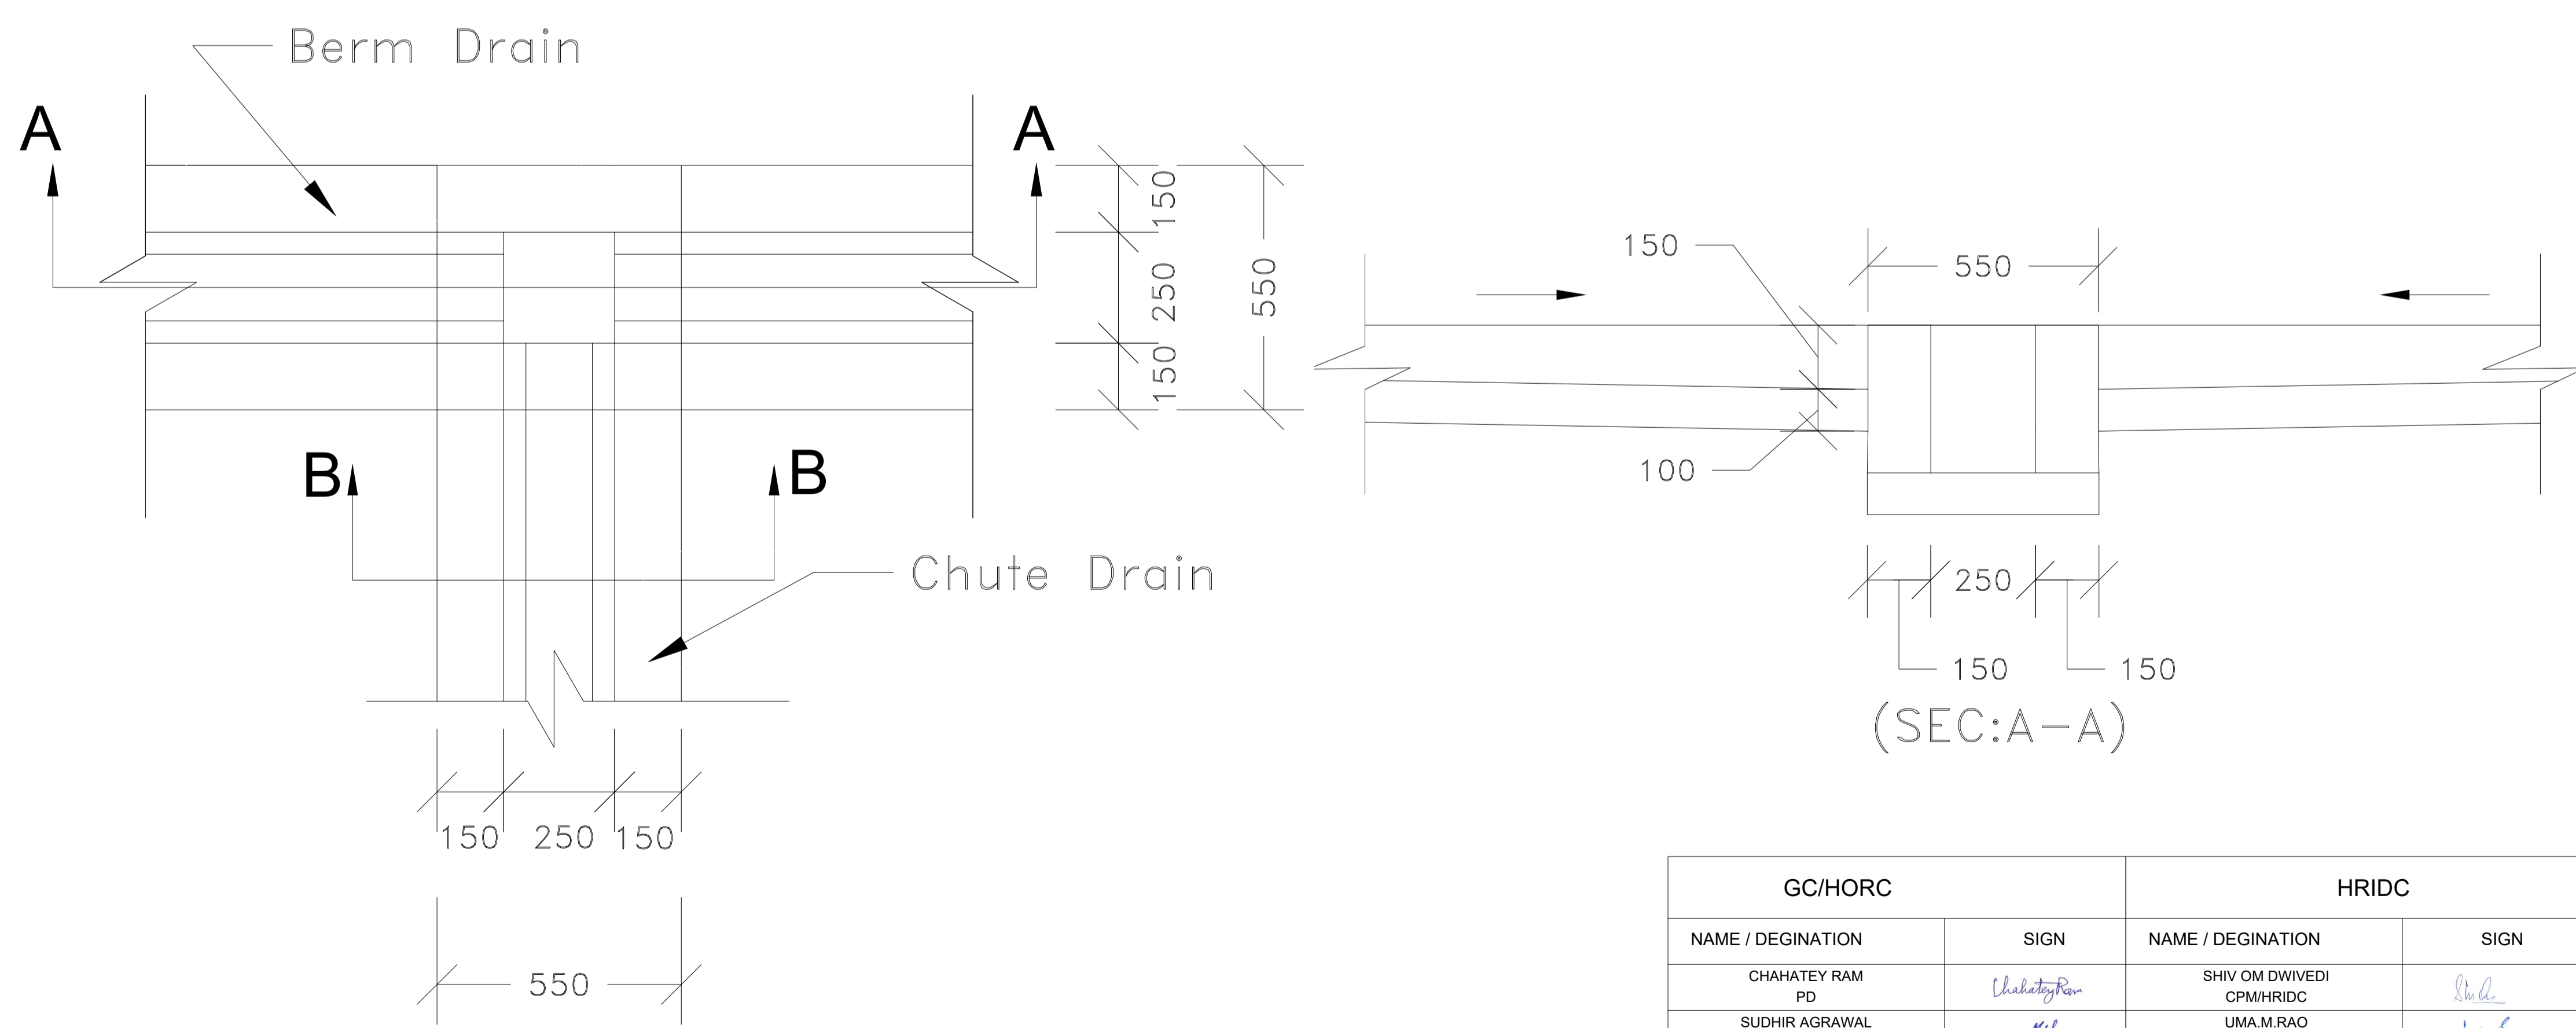 Berm Drain
A
A
150
250
150
550
B
B
Chute Drain
150 250 150
550
150
100
550
250
150
150
(SEC:A-A)
GC/HORC
HRIDC
NAME / DEGINATION
SIGN
NAME / DEGINATION
SIGN
CHAHATEY RAM
PD
Chahatey Ram
SHIV OM DWIVEDI
CPM/HRIDC
SUDHIR AGRAWAL
UMA.M.RAO